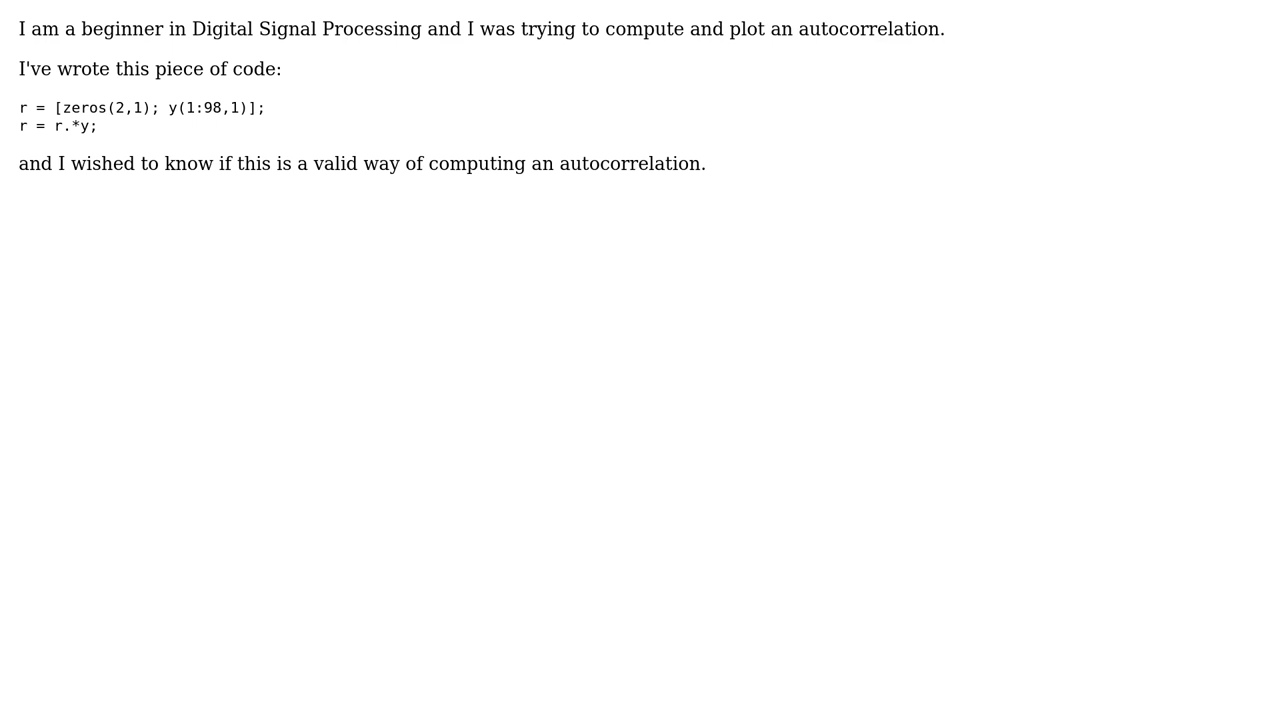 I am a beginner in Digital Signal Processing and I was trying to compute and plot an autocorrelation.
I've wrote this piece of code:
r = [zeros(2,1); y(1:98,1)];
r = r.*y;
and I wished to know if this is a valid way of computing an autocorrelation.